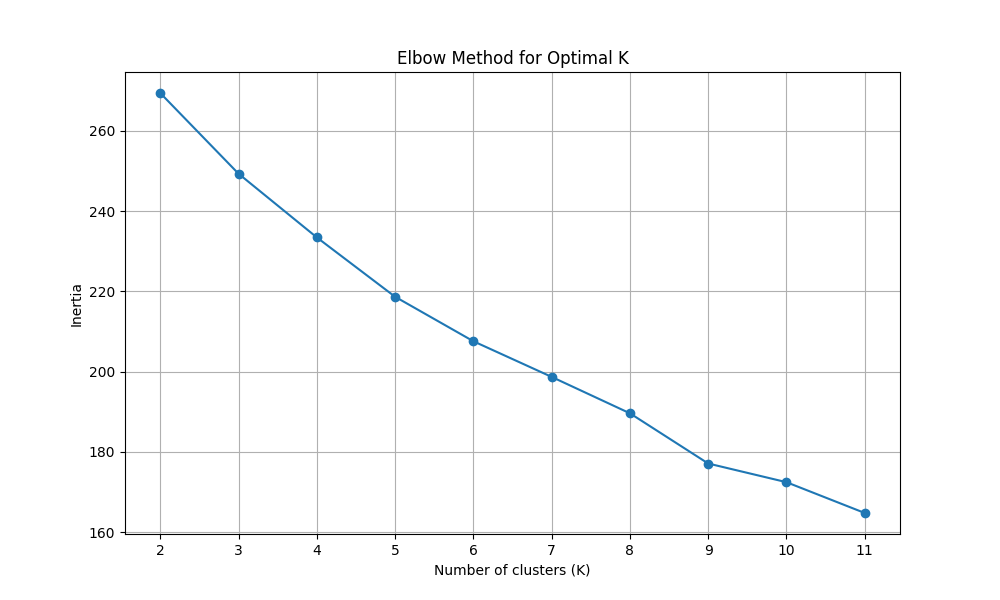 Elbow Method for Optimal K
260
240
220
200
180
160
Inertia
2 3 4 5 6 7 8 9 10 11
Number of clusters (K)